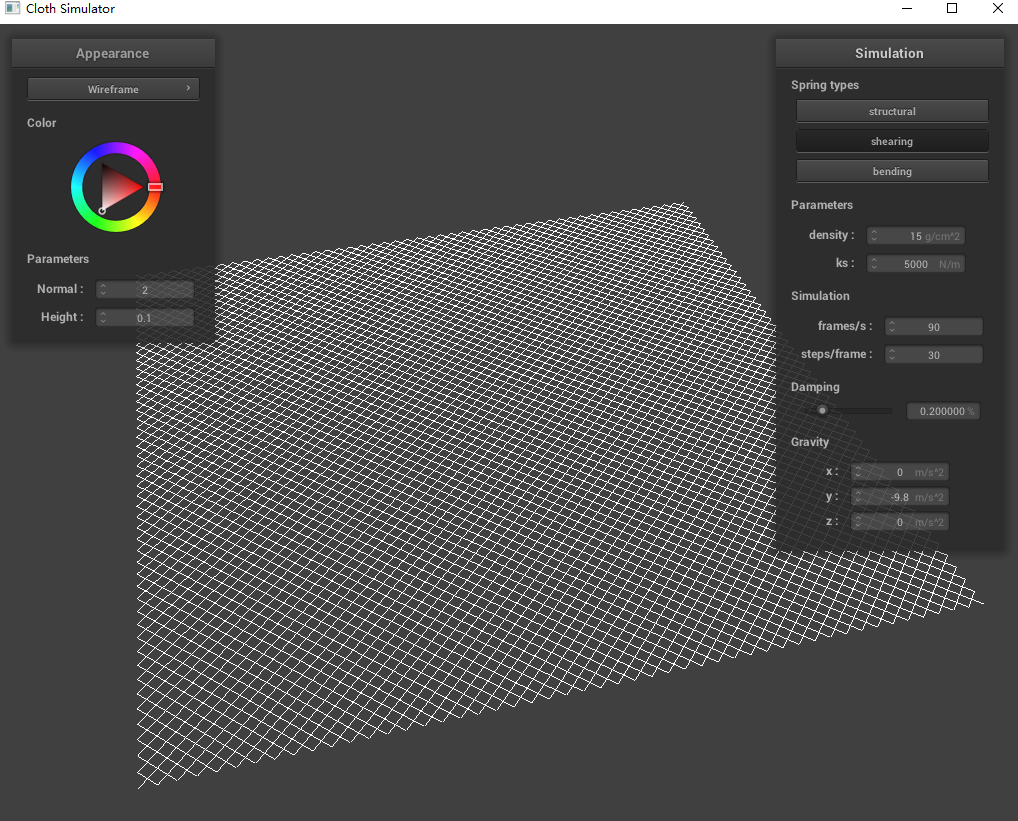 Cloth Simulator
Appearance
Wireframe
Color
Parameters
Normal : 2
Height : 0.1
Simulation
Spring types
structural
shearing
bending
Parameters
density : 15 g/cm^2
ks : 5000 N/m
Simulation
frames/s : 90
steps/frame : 30
Damping
0.200000 %
Gravity
x : 0 m/s^2
y : -9.8 m/s^2
z : 0 m/s^2